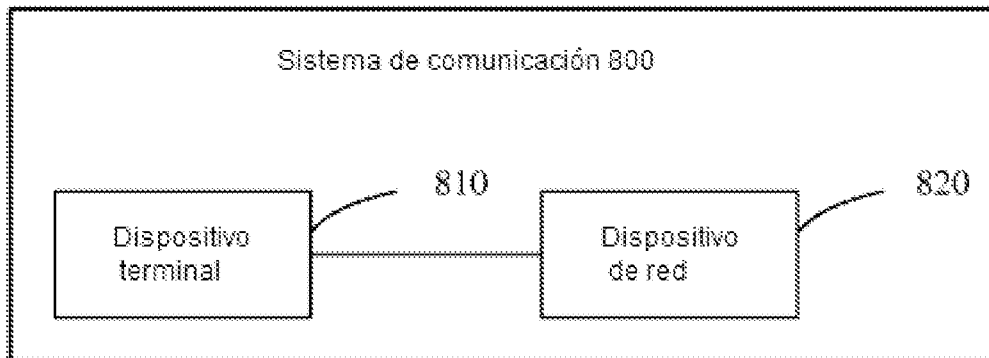 Sistema de comunicación 800
810
820
Dispositivo
terminal
Dispositivo
de red